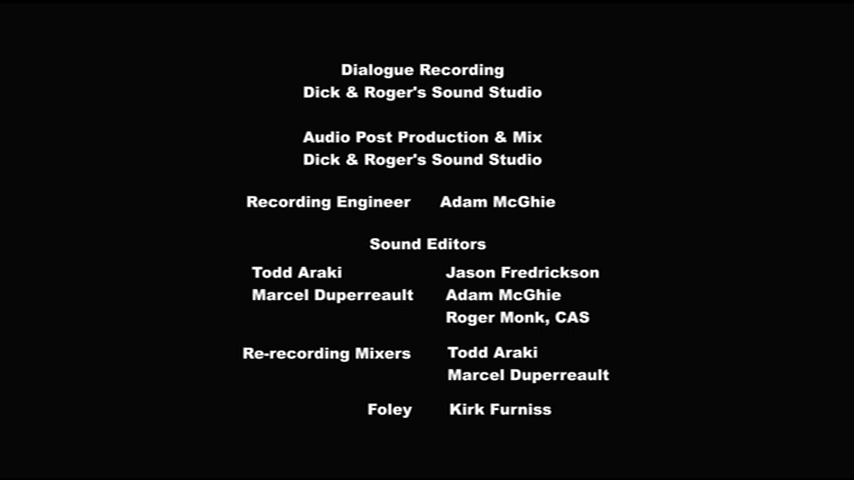 Dialogue Recording
Dick & Roger's Sound Studio
Audio Post Production & Mix
Dick & Roger's Sound Studio
Recording Engineer Adam McGhie
Sound Editors
Todd Araki Jason Fredrickson
Marcel Duperreault Adam McGhie
Roger Monk, CAS
Re-recording Mixers Todd Araki
Marcel Duperreault
Foley Kirk Furniss